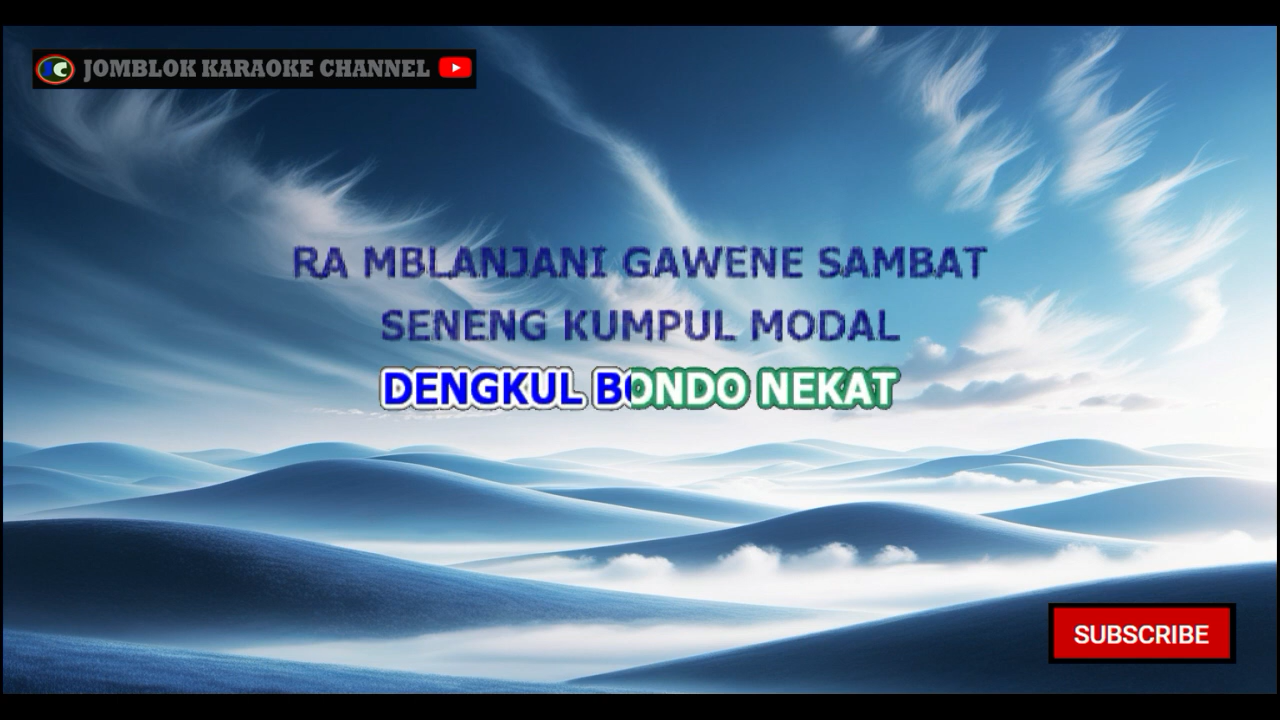 JOMBLOK KARAOKE CHANNEL
RA MBLANJANI GAWENE SAMBAT
SENENG KUMPUL MODAL
DENGKUL BONDO NEKAT
SUBSCRIBE